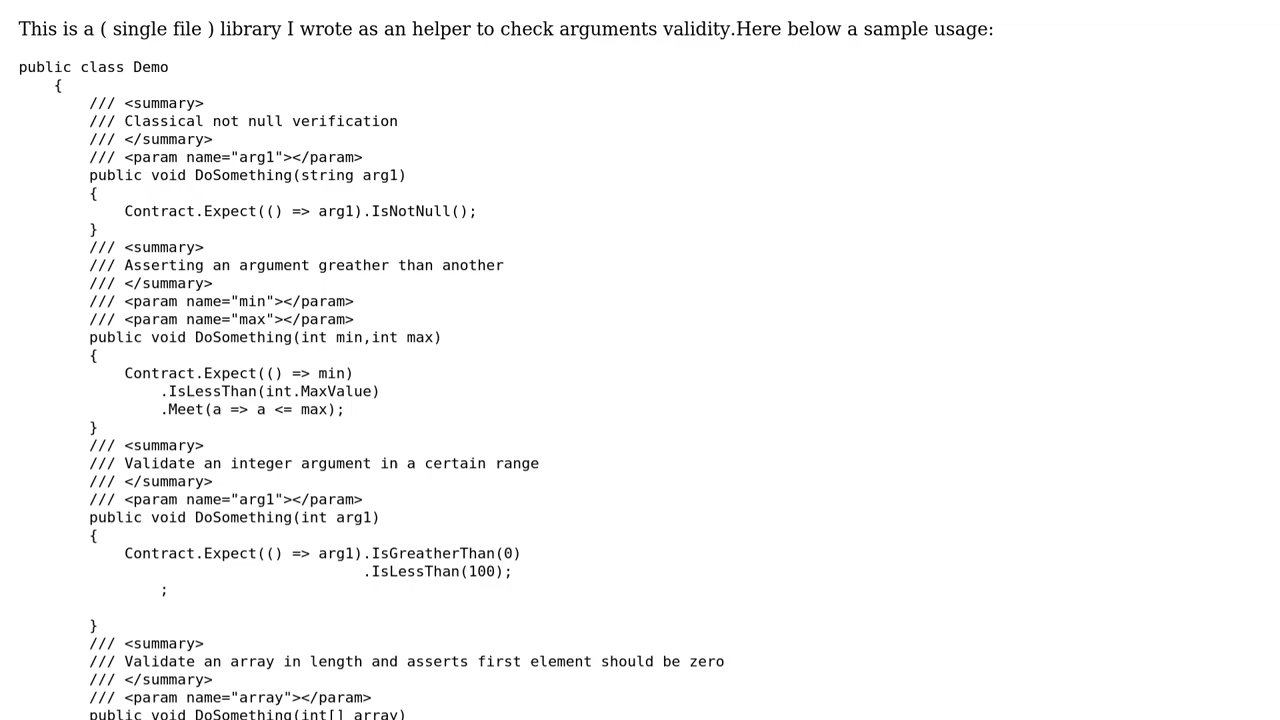 This is a ( single file ) library I wrote as an helper to check arguments validity.Here below a sample usage:
public class Demo
    {
        /// <summary>
        /// Classical not null verification
        /// </summary>
        /// <param name="arg1"></param>
        public void DoSomething(string arg1)
        {
            Contract.Expect(() => arg1).IsNotNull();
        }
        /// <summary>
        /// Asserting an argument greather than another
        /// </summary>
        /// <param name="min"></param>
        /// <param name="max"></param>
        public void DoSomething(int min,int max)
        {
            Contract.Expect(() => min)
                .IsLessThan(int.MaxValue)
                .Meet(a => a <= max);
        }
        /// <summary>
        /// Validate an integer argument in a certain range
        /// </summary>
        /// <param name="arg1"></param>
        public void DoSomething(int arg1)
        {
            Contract.Expect(() => arg1).IsGreatherThan(0)
                                       .IsLessThan(100);
                ;

        }
        /// <summary>
        /// Validate an array in length and asserts first element should be zero
        /// </summary>
        /// <param name="array"></param>
        public void DoSomething(int[] array)